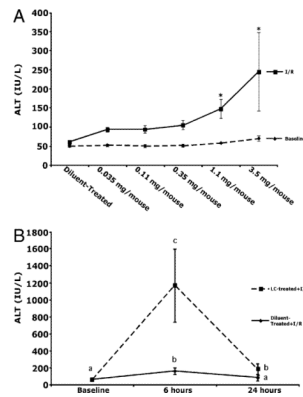 A
ALT (IU/L)
400
350
300
250
200
150
100
50
0
*
*
I/R
Baseline
Diluent-Treated
0.035 mg/mouse
0.11 mg/mouse
0.35 mg/mouse
1.1 mg/mouse
3.5 mg/mouse
B
ALT (IU/L)
1800
1600
1400
1200
1000
800
600
400
200
0
a
c
b
b
a
LC-treated+I
Diluent-
Treated+I/R
Baseline
6 hours
24 hours